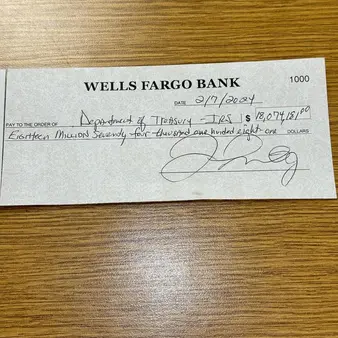 WELLS FARGO BANK 1000
DATE 2/7/2024
PAY TO THE ORDER OF Department of Treasury - IRS $ 18,074,181.00
Eighteen Million Seventy four thousand one hundred eight one DOLLARS